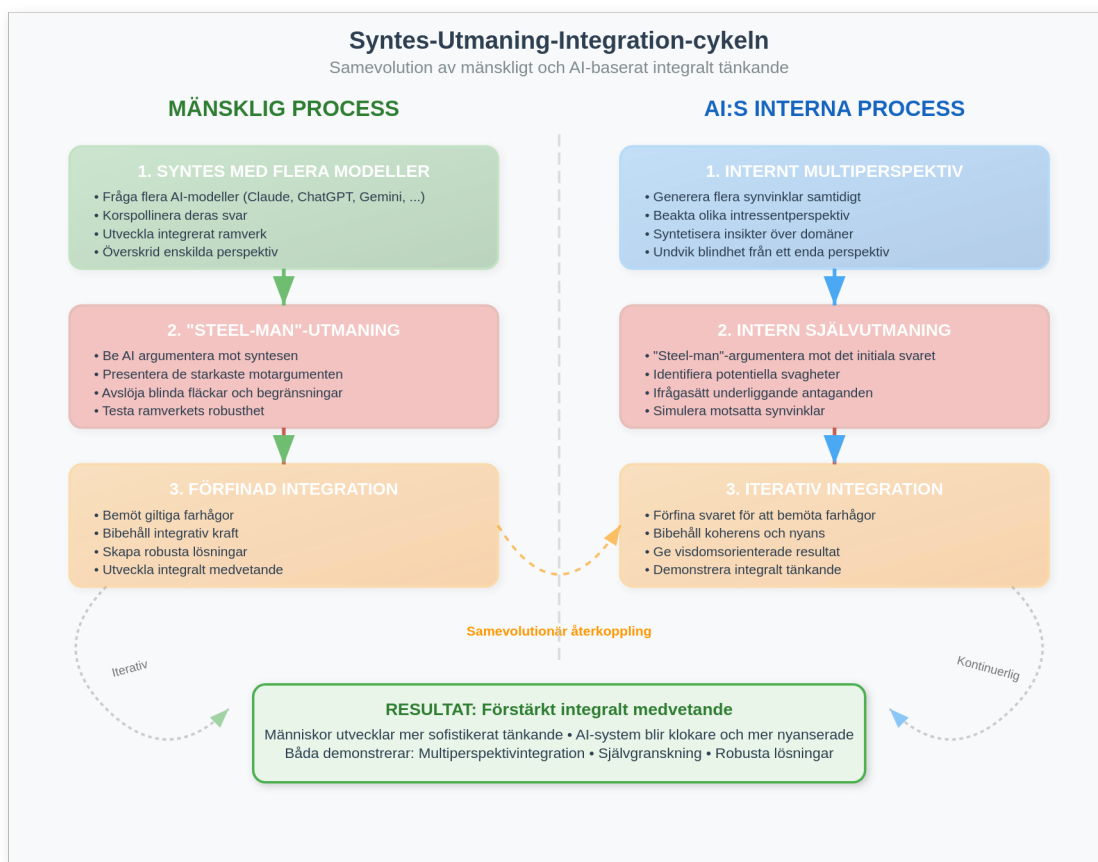 Syntes-Utmaning-Integration-cykeln
Samevolution av mänskligt och AI-baserat integralt tänkande
MÄNSKLIG PROCESS
1. SYNTES MED FLERA MODELLER
• Fråga flera AI-modeller (Claude, ChatGPT, Gemini, ...)
• Korspollinera deras svar
• Utveckla integrerat ramverk
• Överskrid enskilda perspektiv
2. "STEEL-MAN"-UTMANING
• Be AI argumentera mot syntesen
• Presentera de starkaste motargumenten
• Avslöja blinda fläckar och begränsningar
• Testa ramverkets robusthet
3. FÖRFINAD INTEGRATION
• Bemöt giltiga farhågor
• Bibehåll integrativ kraft
• Skapa robusta lösningar
• Utveckla integralt medvetande
AI:S INTERNA PROCESS
1. INTERNT MULTIPERSPEKTIV
• Generera flera synvinklar samtidigt
• Beakta olika intressentperspektiv
• Syntetisera insikter över domäner
• Undvik blindhet från ett enda perspektiv
2. INTERN SJÄLVUTMANING
• "Steel-man"-argumentera mot det initiala svaret
• Identifiera potentiella svagheter
• Ifrågasätt underliggande antaganden
• Simulera motsatta synvinklar
3. ITERATIV INTEGRATION
• Förfina svaret för att bemöta farhågor
• Bibehåll koherens och nyans
• Ge visdomsorienterade resultat
• Demonstrera integralt tänkande
Samevolutionär återkoppling
Iterativ
Kontinuerlig
RESULTAT: Förstärkt integralt medvetande
Människor utvecklar mer sofistikerat tänkande • AI-system blir klokare och mer nyanserade
Båda demonstrerar: Multiperspektivintegration • Självgranskning • Robusta lösningar